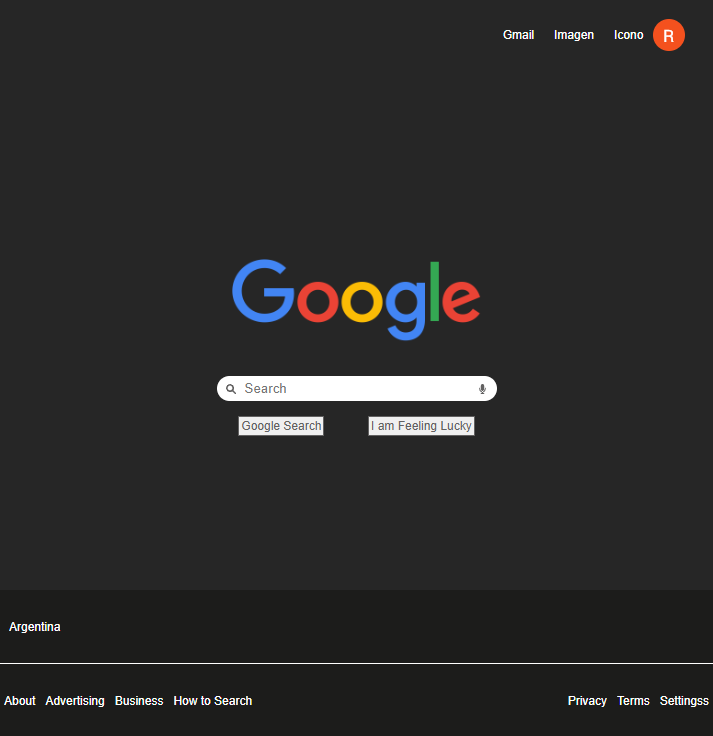 Gmail Imagen Icono R
Google
Search
Google Search I am Feeling Lucky
Argentina
About Advertising Business How to Search Privacy Terms Settingss